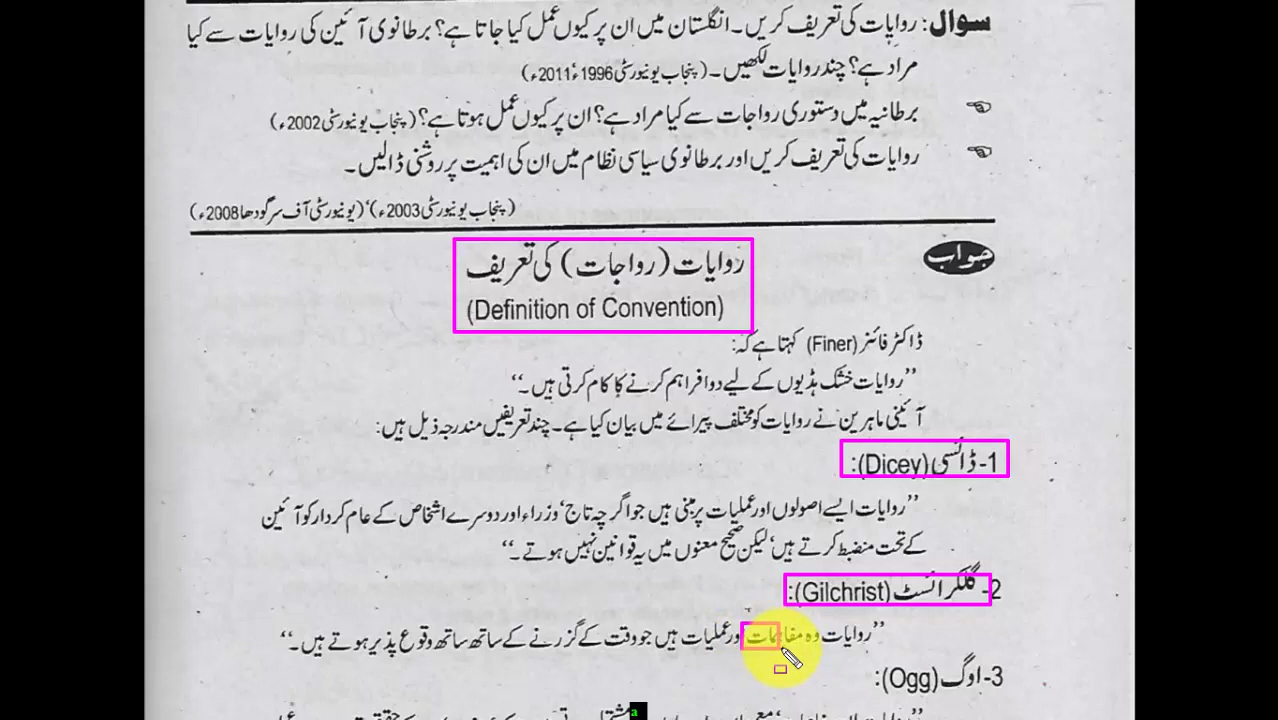 سوال: روایات کی تعریف کریں۔ انگلستان میں ان پر کیوں عمل کیا جاتا ہے؟ برطانوی آئین کی روایات سے کیا
مراد ہے؟ چند روایات لکھیں۔ (پنجاب یونیورسٹی 1996ء،2011ء)
برطانیہ میں دستوری رواجات سے کیا مراد ہے؟ ان پر کیوں عمل ہوتا ہے؟ (پنجاب یونیورسٹی 2002ء)
روایات کی تعریف کریں اور برطانوی سیاسی نظام میں ان کی اہمیت پر روشنی ڈالیں۔
(پنجاب یونیورسٹی 2003ء)، (یونیورسٹی آف سرگودھا 2008ء)
جواب
روایات (رواجات) کی تعریف
(Definition of Convention)
ڈاکٹر فائنر (Finer) کہتا ہے کہ:
”روایات خشک ہڈیوں کے لیے دوا فراہم کرنے کا کام کرتی ہیں۔“
آئینی ماہرین نے روایات کو مختلف پیرائے میں بیان کیا ہے۔ چند تعریفیں مندرجہ ذیل ہیں:
1- ڈائسی (Dicey):
”روایات ایسے اصولوں اور عملیات پر مبنی ہیں جو اگرچہ تاج، وزراء اور دوسرے اشخاص کے عام کردار کو آئین
کے تحت منضبط کرتے ہیں، لیکن صحیح معنوں میں یہ قوانین نہیں ہوتے۔“
2- گلکرائسٹ (Gilchrist):
”روایات وہ مفاہمات اور عملیات ہیں جو وقت کے گزرنے کے ساتھ ساتھ وقوع پذیر ہوتے ہیں۔“
3- اوگ (Ogg):